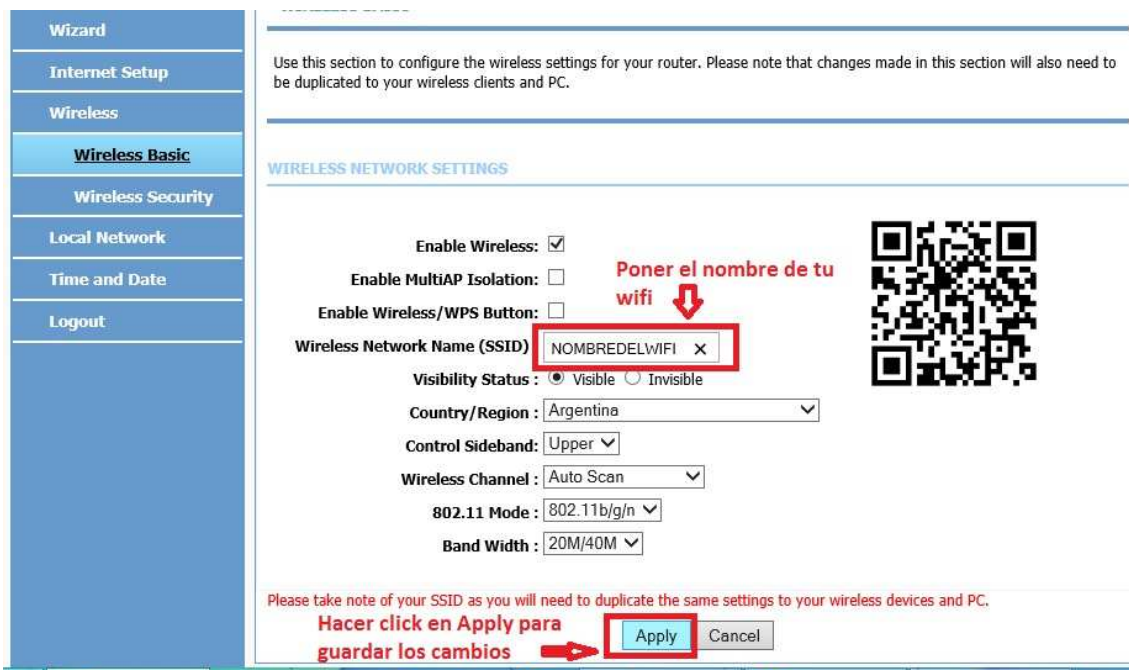 Wizard
Internet Setup
Wireless
Wireless Basic
Wireless Security
Local Network
Time and Date
Logout
Use this section to configure the wireless settings for your router. Please note that changes made in this section will also need to
be duplicated to your wireless clients and PC.
WIRELESS NETWORK SETTINGS
Enable Wireless:
Enable MultiAP Isolation:
Enable Wireless/WPS Button:
Poner el nombre de tu
wifi
Wireless Network Name (SSID) NOMBREDELWIFI X
Visibility Status : Visible Invisible
Country/Region : Argentina
Control Sideband: Upper
Wireless Channel : Auto Scan
802.11 Mode : 802.11b/g/n
Band Width : 20M/40M
Please take note of your SSID as you will need to duplicate the same settings to your wireless devices and PC.
Hacer click en Apply para
guardar los cambios
Apply Cancel